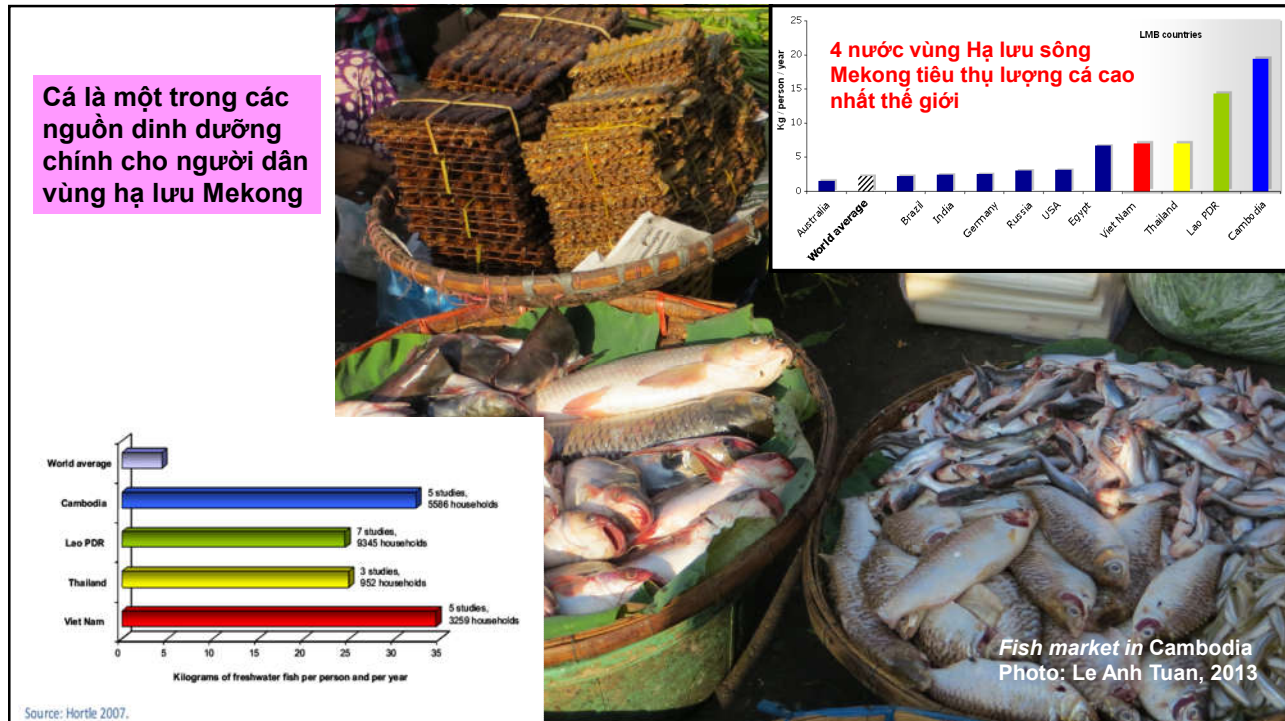 Cá là một trong các
nguồn dinh dưỡng
chính cho người dân
vùng hạ lưu Mekong
4 nước vùng Hạ lưu sông
Mekong tiêu thụ lượng cá cao
nhất thế giới
LMB countries
Kg / person / year
25
20
15
10
5
0
Australia
World average
Brazil
India
Germany
Russia
USA
Egypt
Viet Nam
Thailand
Lao PDR
Cambodia
World average
Cambodia
5 studies,
5586 households
Lao PDR
7 studies,
9345 households
Thailand
3 studies,
952 households
Viet Nam
5 studies,
3259 households
0 5 10 15 20 25 30 35
Kilograms of freshwater fish per person and per year
Source: Hortle 2007.
Fish market in Cambodia
Photo: Le Anh Tuan, 2013